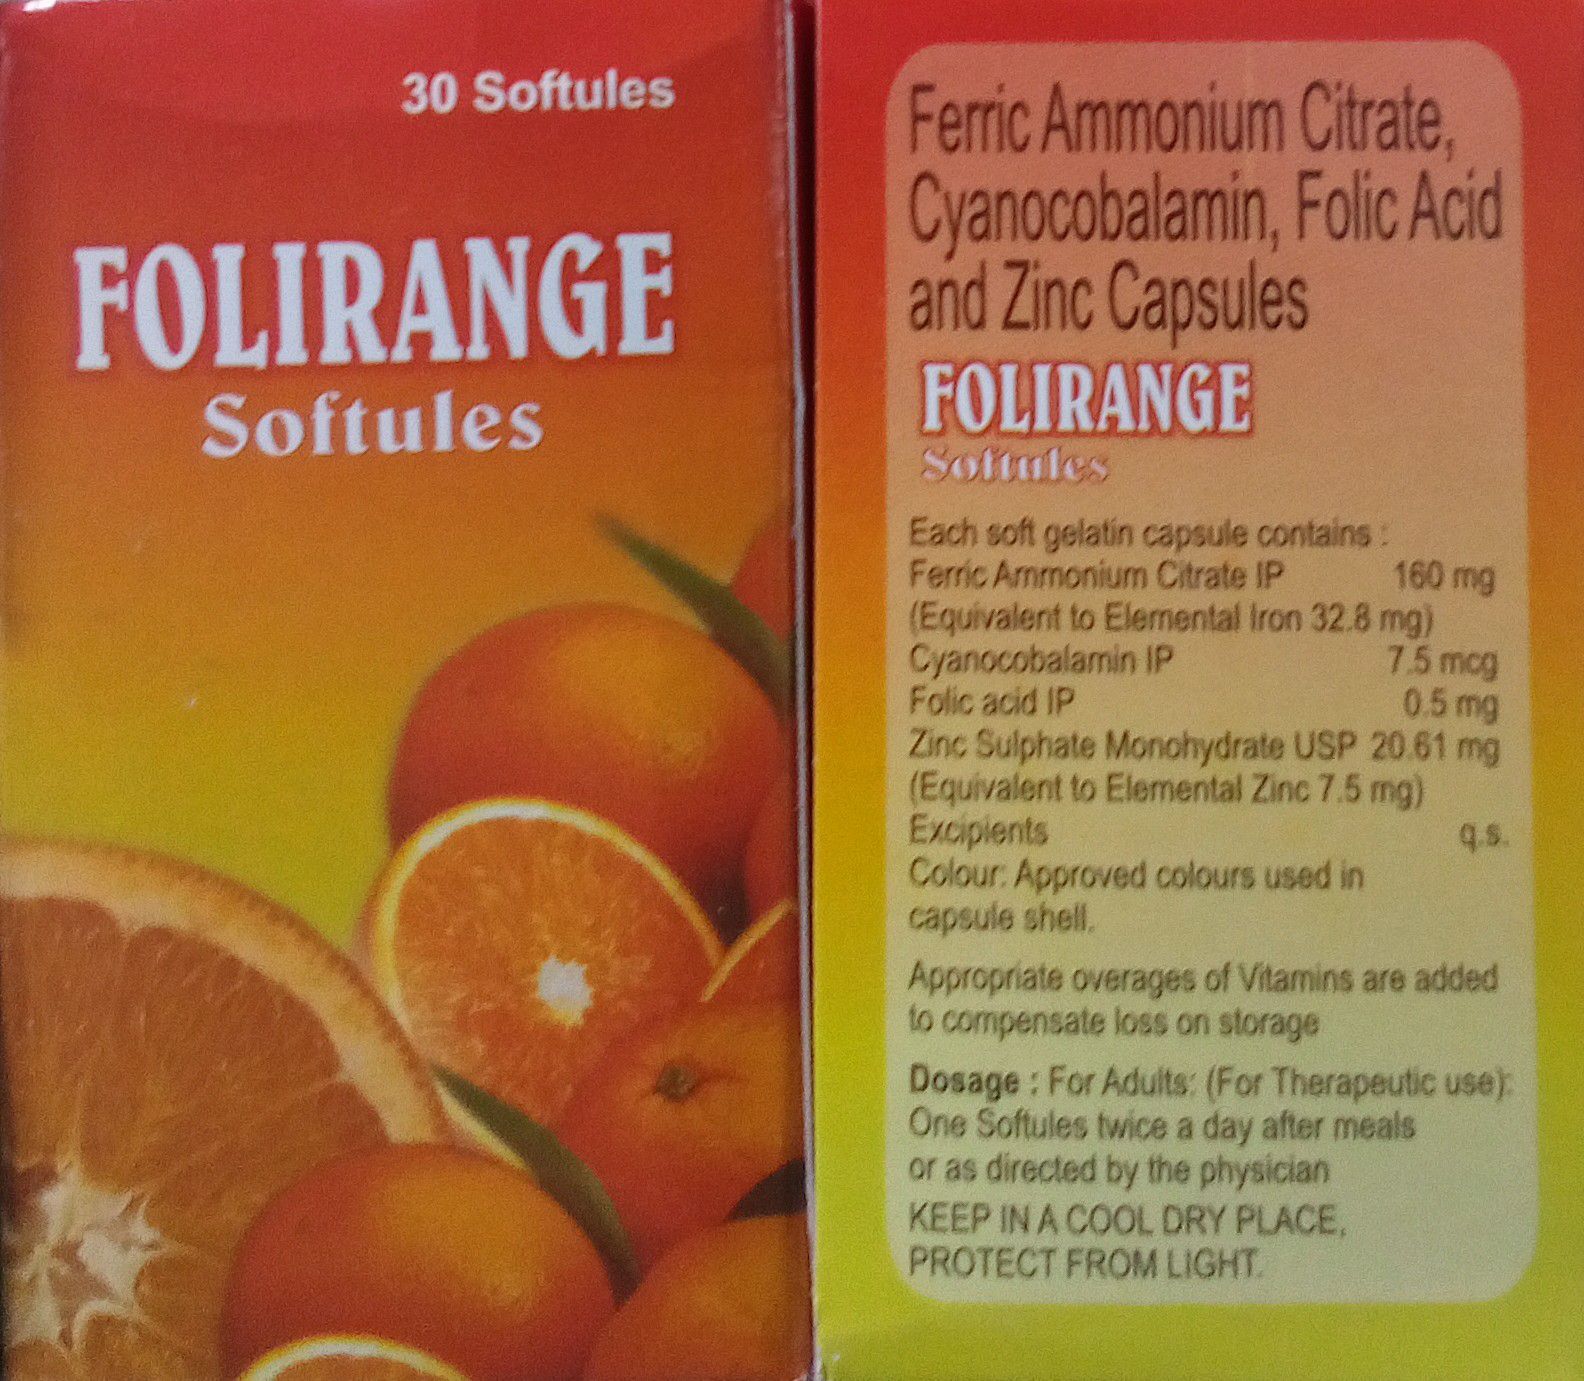 30 Softules
FOLIRANGE
Softules
Ferric Ammonium Citrate,
Cyanocobalamin, Folic Acid
and Zinc Capsules
FOLIRANGE
Softules
Each soft gelatin capsule contains :
Ferric Ammonium Citrate IP 160 mg
(Equivalent to Elemental Iron 32.8 mg)
Cyanocobalamin IP 7.5 mcg
Folic acid IP 0.5 mg
Zinc Sulphate Monohydrate USP 20.61 mg
(Equivalent to Elemental Zinc 7.5 mg)
Excipients q.s.
Colour: Approved colours used in
capsule shell.
Appropriate overages of Vitamins are added
to compensate loss on storage
Dosage : For Adults: (For Therapeutic use):
One Softules twice a day after meals
or as directed by the physician
KEEP IN A COOL DRY PLACE,
PROTECT FROM LIGHT.